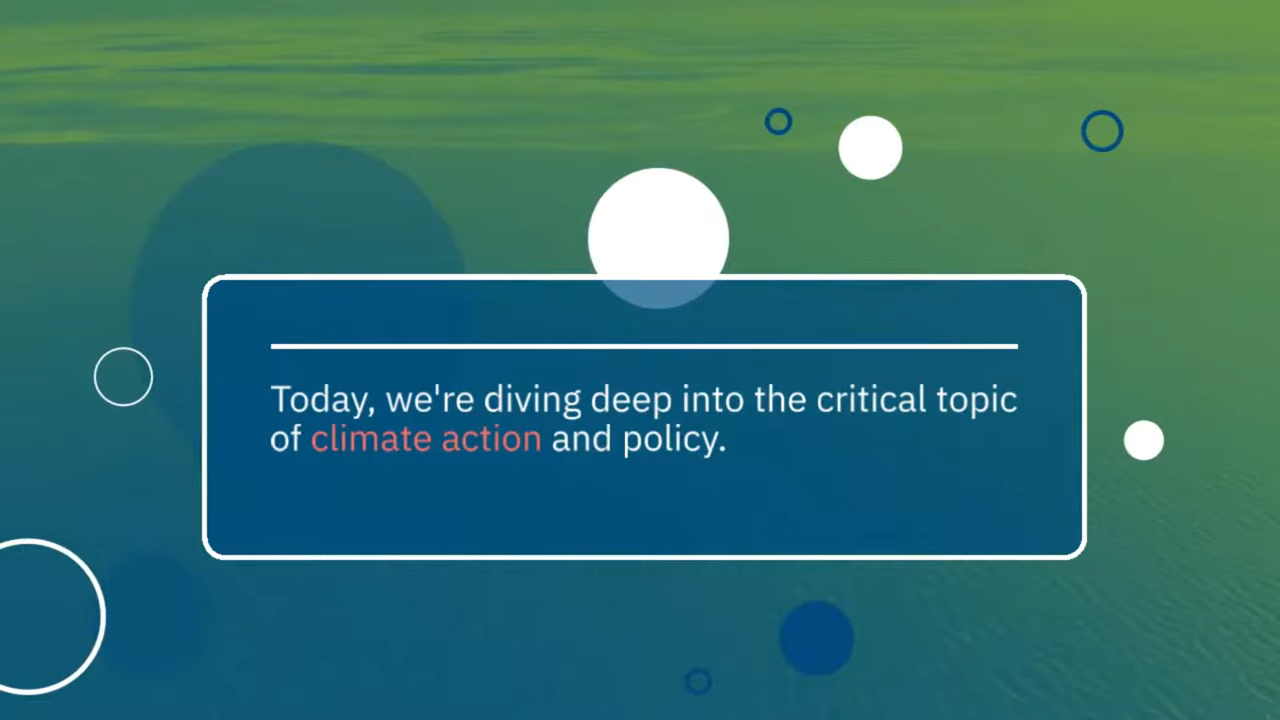 Today, we're diving deep into the critical topic
of climate action and policy.